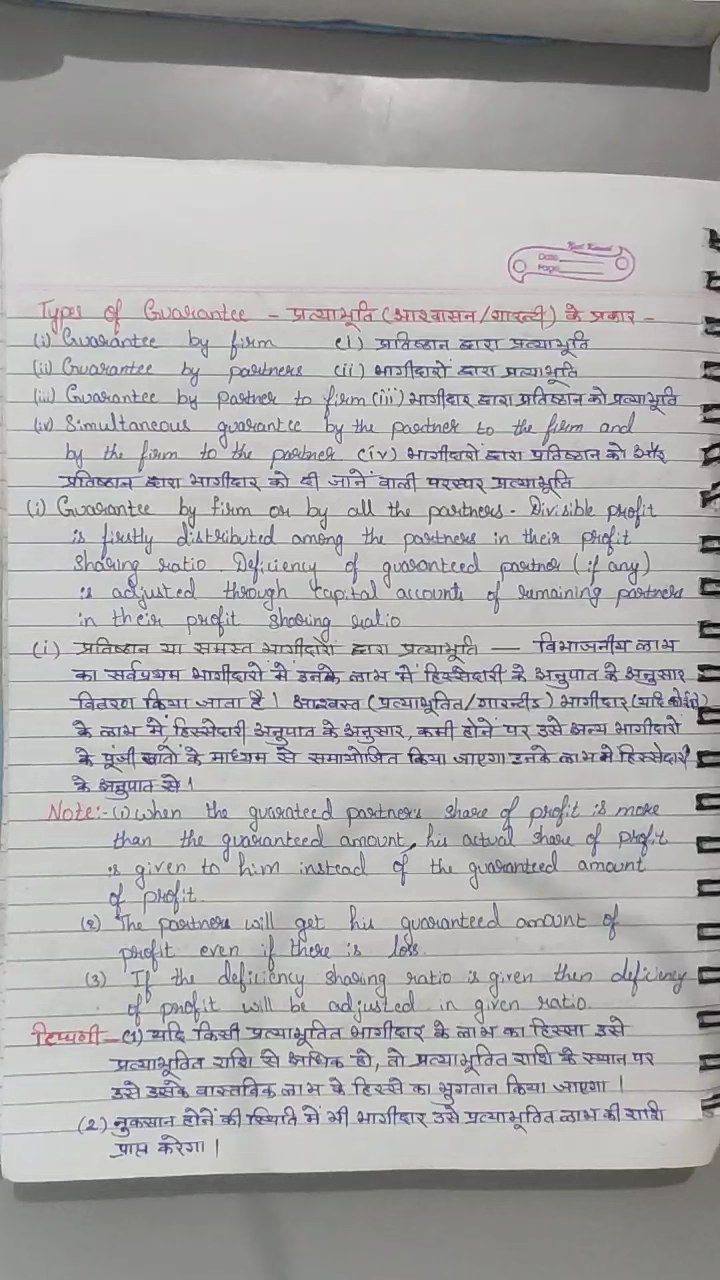 Date
Page
Types of Guarantee - प्रत्याभूति (आश्वासन/गारन्टी) के प्रकार -
(i) Guarantee by firm (i) प्रतिष्ठान द्वारा प्रत्याभूति
(ii) Guarantee by partners (ii) भागीदारों द्वारा प्रत्याभूति
(iii) Guarantee by Partner to firm (iii) भागीदार द्वारा प्रतिष्ठान को प्रत्याभूति
(iv) Simultaneous guarantee by the partner to the firm and
by the firm to the partner (iv) भागीदारों द्वारा प्रतिष्ठान को और
प्रतिष्ठान द्वारा भागीदार को दी जाने वाली परस्पर प्रत्याभूति
(i) Guarantee by firm or by all the partners - Divisible profit
is firstly distributed among the partners in their profit
sharing ratio. Deficiency of guaranteed partner (if any)
is adjusted through Capital accounts of remaining partners
in their profit sharing ratio
(i) प्रतिष्ठान या समस्त भागीदारों द्वारा प्रत्याभूति — विभाजनीय लाभ
का सर्वप्रथम भागीदारों में उनके लाभ में हिस्सेदारी के अनुपात के अनुसार
वितरण किया जाता है। आश्वस्त (प्रत्याभूतित/गारन्टीड) भागीदार (यदि कोई हो)
के लाभ में, हिस्सेदारी अनुपात के अनुसार, कमी होने पर उसे अन्य भागीदारों
के पूंजी खातों के माध्यम से समायोजित किया जाएगा उनके लाभ में हिस्सेदारी
के अनुपात से।
Note:- (1) when the guarateed partners share of profit is more
than the guaranteed amount, his actual share of profit
is given to him instead of the guaranteed amount
of profit.
(2) The partners will get his guaranteed amount of
profit even if there is loss.
(3) If the deficiency sharing ratio is given then deficiency
of profit will be adjusted in given ratio.
टिप्पणी - (1) यदि किसी प्रत्याभूतित भागीदार के लाभ का हिस्सा उसे
प्रत्याभूतित राशि से अधिक हो, तो प्रत्याभूतित राशि के स्थान पर
उसे उसके वास्तविक लाभ के हिस्से का भुगतान किया जाएगा।
(2) नुकसान होने की स्थिति में भी भागीदार उसे प्रत्याभूतित लाभ की राशि
प्राप्त करेगा।